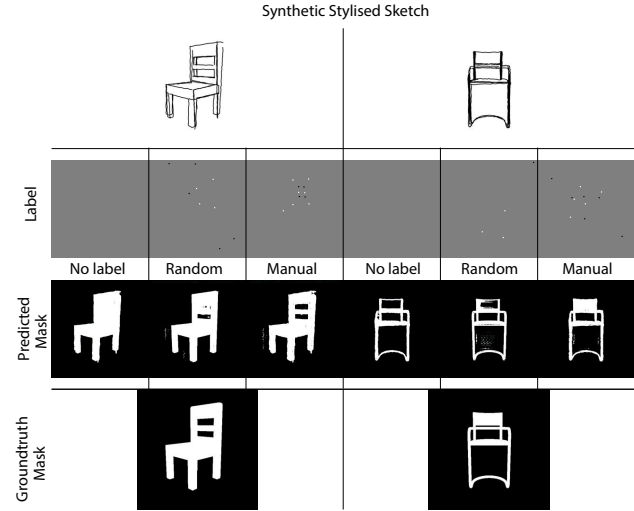 Synthetic Stylised Sketch
Label
No label Random Manual No label Random Manual
Predicted
Mask
Groundtruth
Mask